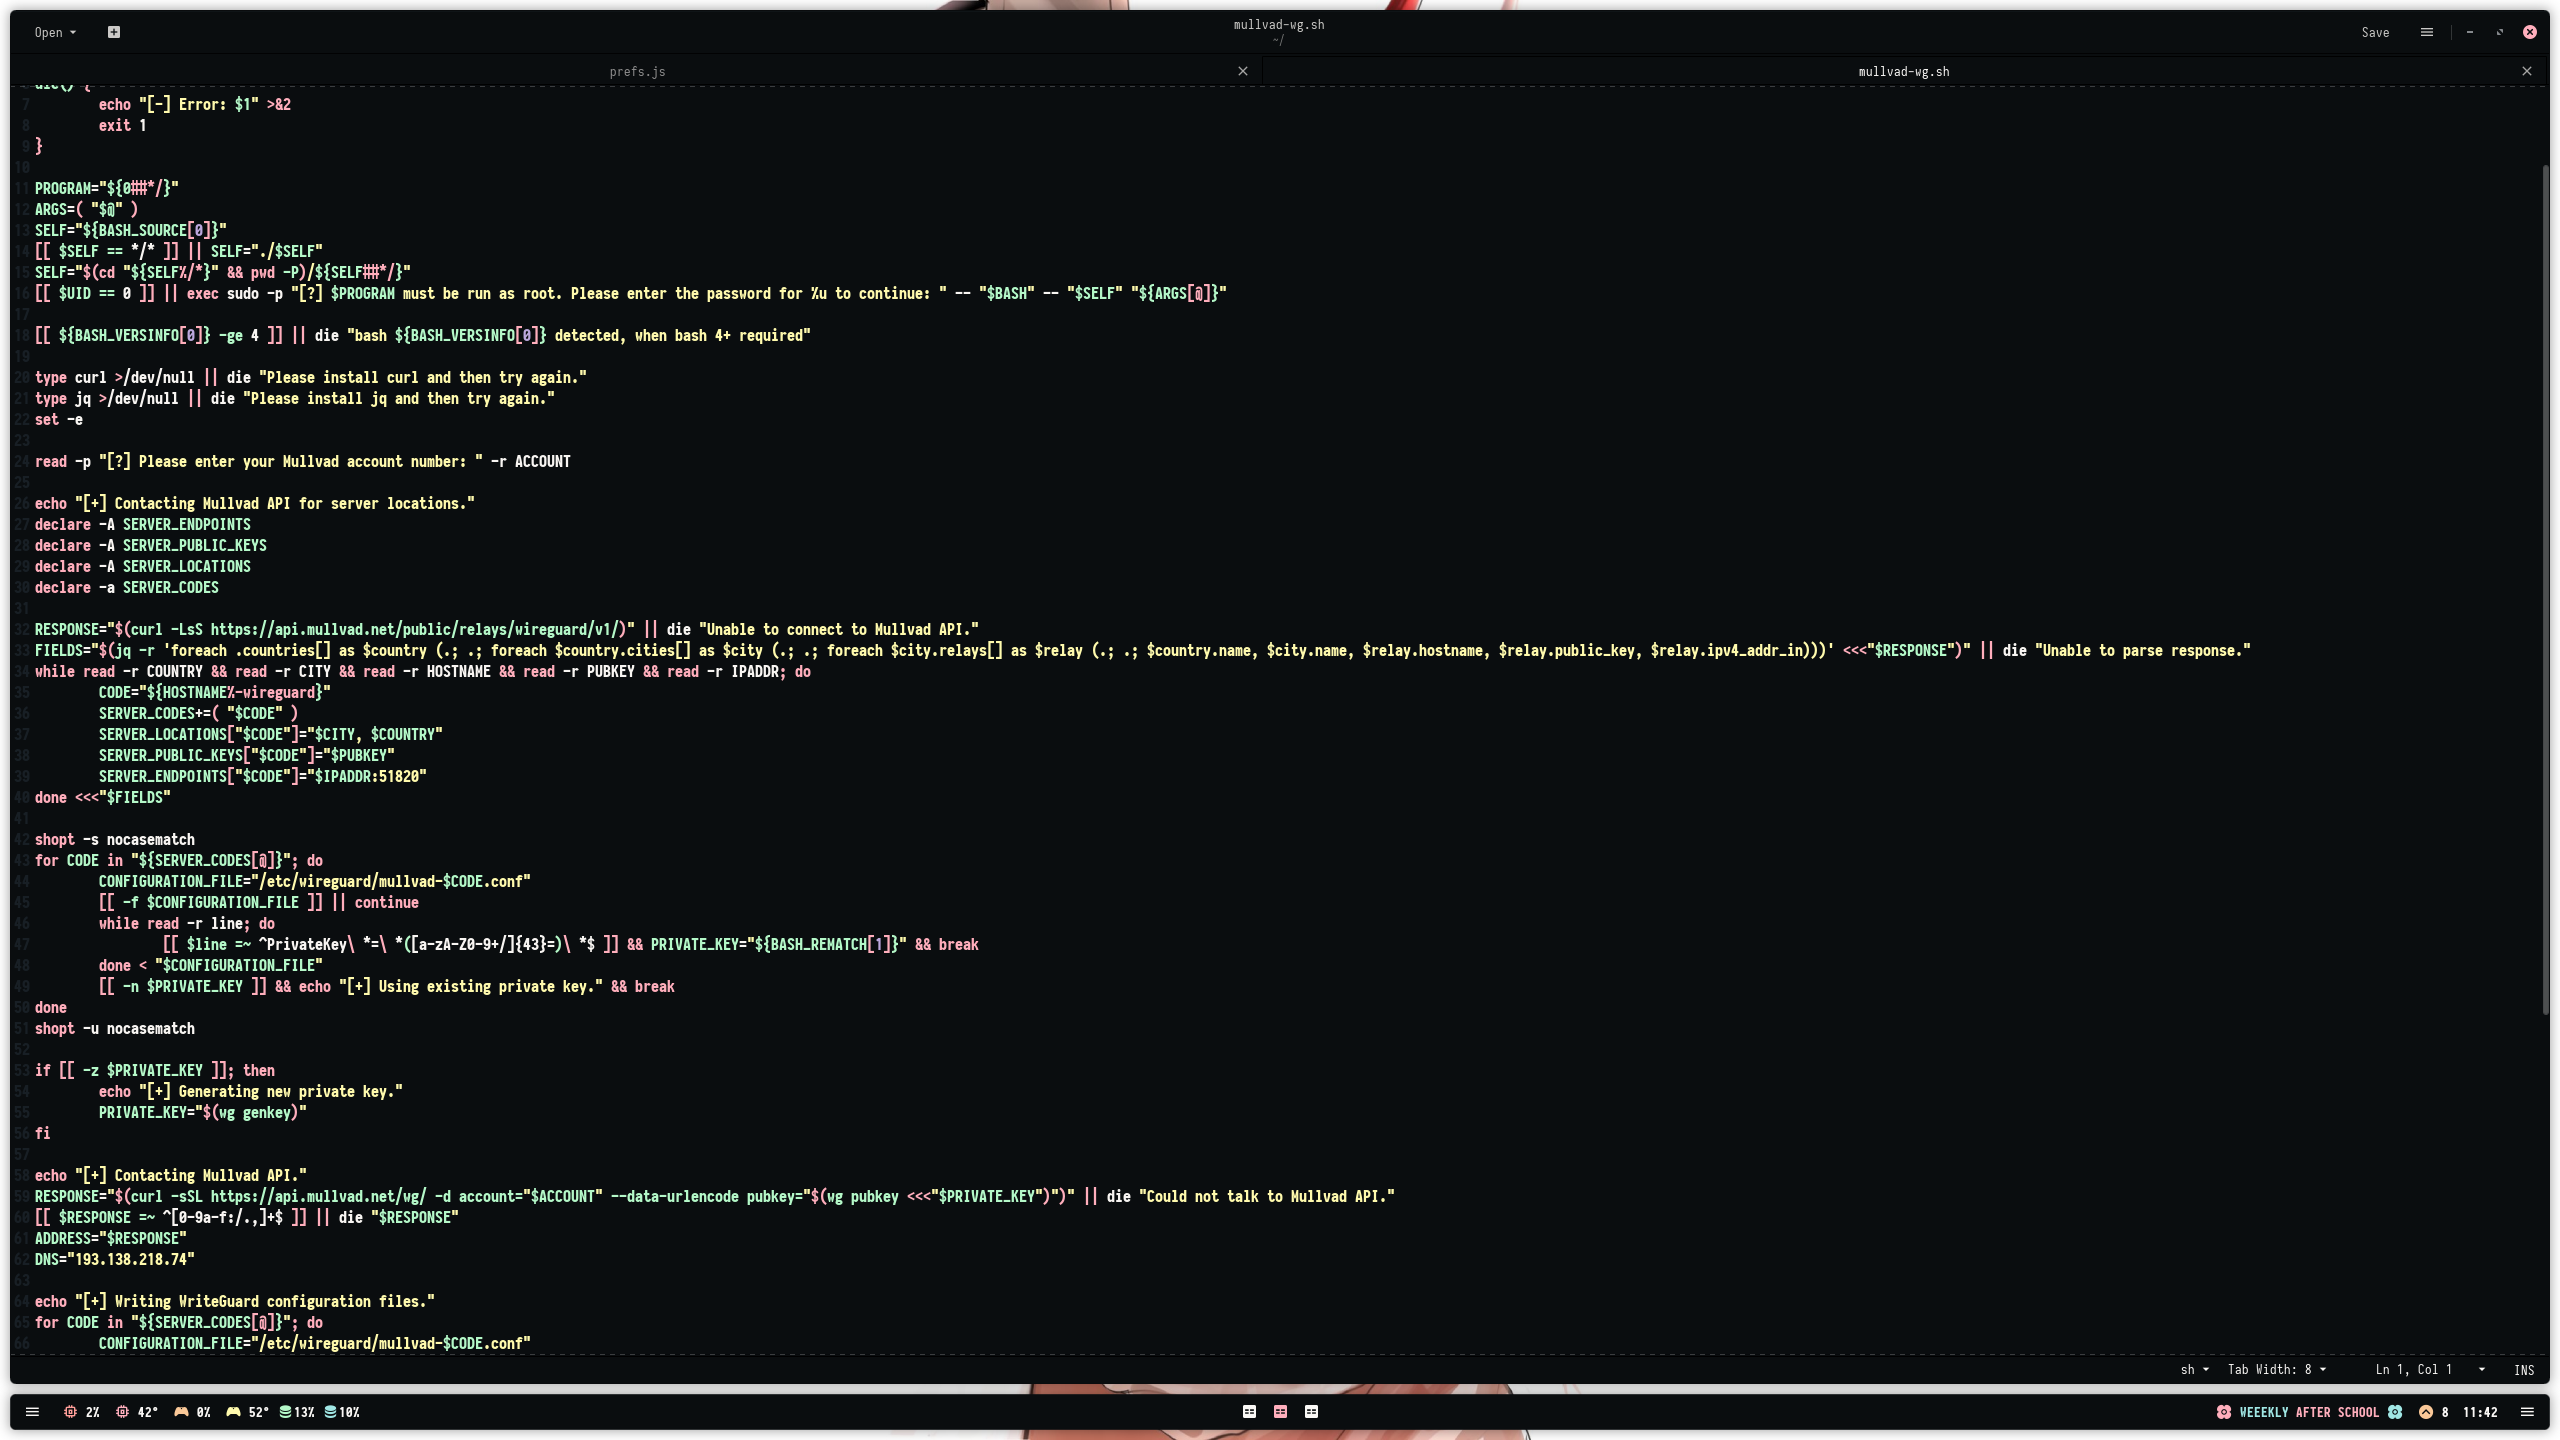 Open
mullvad-wg.sh
~/
Save
prefs.js
mullvad-wg.sh
die() {
7 echo "[-] Error: $1" >&2
8 exit 1
9 }
10
11 PROGRAM="${0##*/}"
12 ARGS=( "$@" )
13 SELF="${BASH_SOURCE[0]}"
14 [[ $SELF == */* ]] || SELF="./$SELF"
15 SELF="$(cd "${SELF%/*}" && pwd -P)/${SELF##*/}"
16 [[ $UID == 0 ]] || exec sudo -p "[?] $PROGRAM must be run as root. Please enter the password for %u to continue: " -- "$BASH" -- "$SELF" "${ARGS[@]}"
17
18 [[ ${BASH_VERSINFO[0]} -ge 4 ]] || die "bash ${BASH_VERSINFO[0]} detected, when bash 4+ required"
19
20 type curl >/dev/null || die "Please install curl and then try again."
21 type jq >/dev/null || die "Please install jq and then try again."
22 set -e
23
24 read -p "[?] Please enter your Mullvad account number: " -r ACCOUNT
25
26 echo "[+] Contacting Mullvad API for server locations."
27 declare -A SERVER_ENDPOINTS
28 declare -A SERVER_PUBLIC_KEYS
29 declare -A SERVER_LOCATIONS
30 declare -a SERVER_CODES
31
32 RESPONSE="$(curl -LsS https://api.mullvad.net/public/relays/wireguard/v1/)" || die "Unable to connect to Mullvad API."
33 FIELDS="$(jq -r 'foreach .countries[] as $country (.; .; foreach $country.cities[] as $city (.; .; foreach $city.relays[] as $relay (.; .; $country.name, $city.name, $relay.hostname, $relay.public_key, $relay.ipv4_addr_in)))' <<<"$RESPONSE")" || die "Unable to parse response."
34 while read -r COUNTRY && read -r CITY && read -r HOSTNAME && read -r PUBKEY && read -r IPADDR; do
35 CODE="${HOSTNAME%-wireguard}"
36 SERVER_CODES+=( "$CODE" )
37 SERVER_LOCATIONS["$CODE"]="$CITY, $COUNTRY"
38 SERVER_PUBLIC_KEYS["$CODE"]="$PUBKEY"
39 SERVER_ENDPOINTS["$CODE"]="$IPADDR:51820"
40 done <<<"$FIELDS"
41
42 shopt -s nocasematch
43 for CODE in "${SERVER_CODES[@]}"; do
44 CONFIGURATION_FILE="/etc/wireguard/mullvad-$CODE.conf"
45 [[ -f $CONFIGURATION_FILE ]] || continue
46 while read -r line; do
47 [[ $line =~ ^PrivateKey\ *=\ *([a-zA-Z0-9+/]{43}=)\ *$ ]] && PRIVATE_KEY="${BASH_REMATCH[1]}" && break
48 done < "$CONFIGURATION_FILE"
49 [[ -n $PRIVATE_KEY ]] && echo "[+] Using existing private key." && break
50 done
51 shopt -u nocasematch
52
53 if [[ -z $PRIVATE_KEY ]]; then
54 echo "[+] Generating new private key."
55 PRIVATE_KEY="$(wg genkey)"
56 fi
57
58 echo "[+] Contacting Mullvad API."
59 RESPONSE="$(curl -sSL https://api.mullvad.net/wg/ -d account="$ACCOUNT" --data-urlencode pubkey="$(wg pubkey <<<"$PRIVATE_KEY")")" || die "Could not talk to Mullvad API."
60 [[ $RESPONSE =~ ^[0-9a-f:/.,]+$ ]] || die "$RESPONSE"
61 ADDRESS="$RESPONSE"
62 DNS="193.138.218.74"
63
64 echo "[+] Writing WriteGuard configuration files."
65 for CODE in "${SERVER_CODES[@]}"; do
66 CONFIGURATION_FILE="/etc/wireguard/mullvad-$CODE.conf"
sh Tab Width: 8 Ln 1, Col 1 INS
2% 42° 0% 52° 13% 10% WEEEKLY AFTER SCHOOL 8 11:42